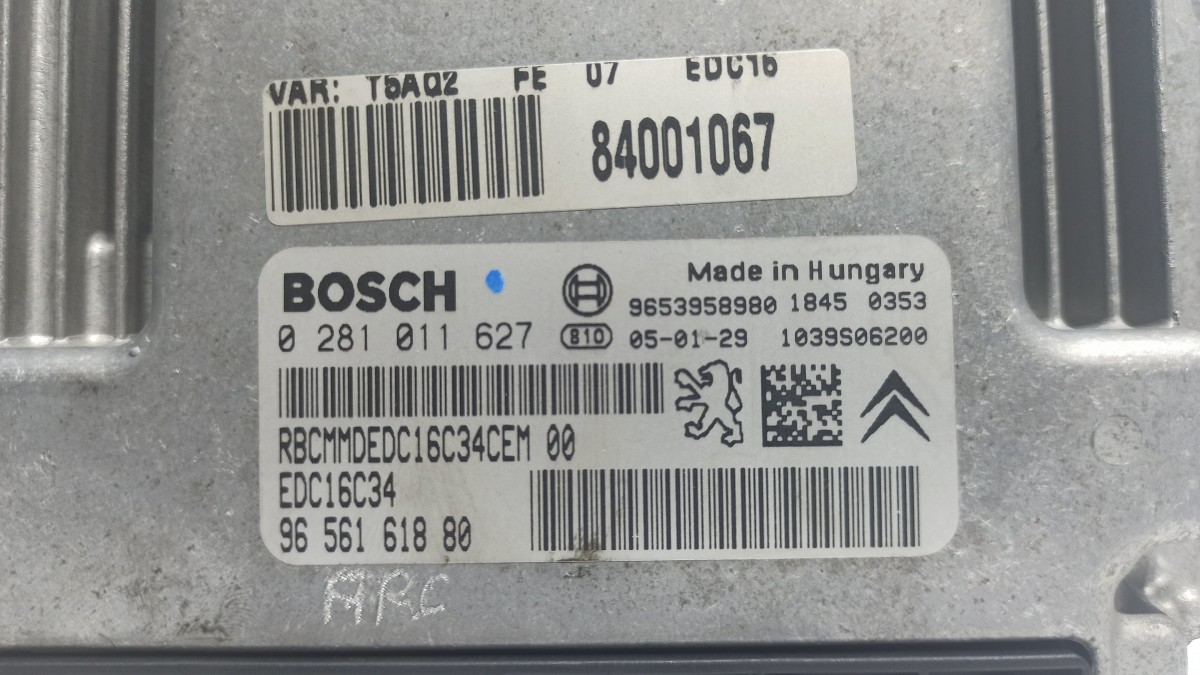 VAR: T5AQ2 FE 07 EDC16
84001067
BOSCH
Made in Hungary
9653958980 1845 0353
0 281 011 627 810 05-01-29 1039S06200
RBCMMDEDC16C34CEM 00
EDC16C34
96 561 618 80
ARC